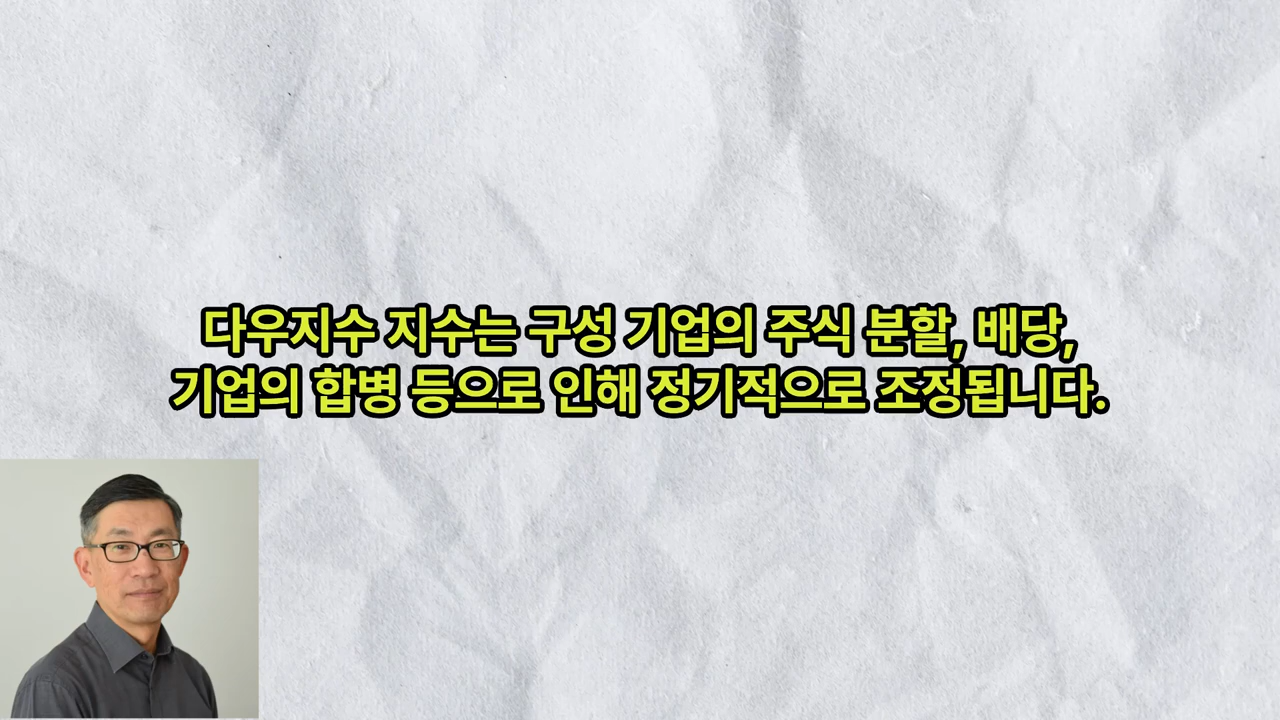 다우지수 지수는 구성 기업의 주식 분할, 배당,
기업의 합병 등으로 인해 정기적으로 조정됩니다.